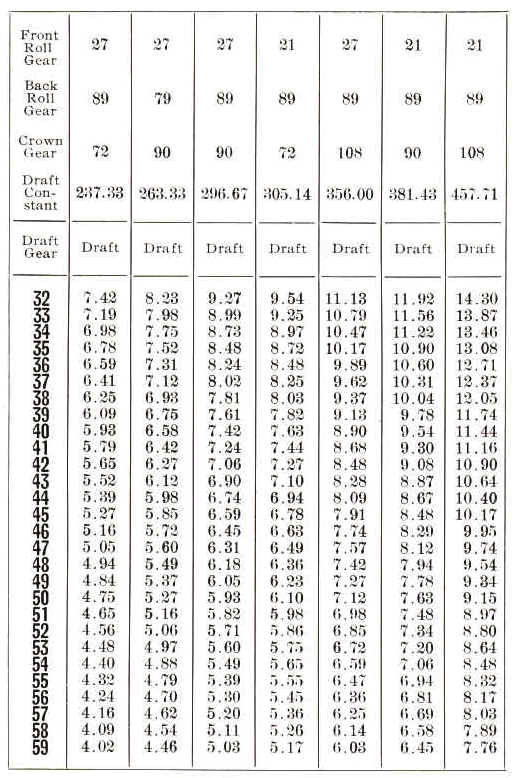 Front
Roll
Gear 27 27 27 21 27 21 21
Back
Roll
Gear 89 79 89 89 89 89 89
Crown
Gear 72 90 90 72 108 90 108
Draft
Con-
stant 237.33 263.33 296.67 305.14 356.00 381.43 457.71
Draft
Gear Draft Draft Draft Draft Draft Draft Draft
32 7.42 8.23 9.27 9.54 11.13 11.92 14.30
33 7.19 7.98 8.99 9.25 10.79 11.56 13.87
34 6.98 7.75 8.73 8.97 10.47 11.22 13.46
35 6.78 7.52 8.48 8.72 10.17 10.90 13.08
36 6.59 7.31 8.24 8.48 9.89 10.60 12.71
37 6.41 7.12 8.02 8.25 9.62 10.31 12.37
38 6.25 6.93 7.81 8.03 9.37 10.04 12.05
39 6.09 6.75 7.61 7.82 9.13 9.78 11.74
40 5.93 6.58 7.42 7.63 8.90 9.54 11.44
41 5.79 6.42 7.24 7.44 8.68 9.30 11.16
42 5.65 6.27 7.06 7.27 8.48 9.08 10.90
43 5.52 6.12 6.90 7.10 8.28 8.87 10.64
44 5.39 5.98 6.74 6.94 8.09 8.67 10.40
45 5.27 5.85 6.59 6.78 7.91 8.48 10.17
46 5.16 5.72 6.45 6.63 7.74 8.29 9.95
47 5.05 5.60 6.31 6.49 7.57 8.12 9.74
48 4.94 5.49 6.18 6.36 7.42 7.94 9.54
49 4.84 5.37 6.05 6.23 7.27 7.78 9.34
50 4.75 5.27 5.93 6.10 7.12 7.63 9.15
51 4.65 5.16 5.82 5.98 6.98 7.48 8.97
52 4.56 5.06 5.71 5.86 6.85 7.34 8.80
53 4.48 4.97 5.60 5.75 6.72 7.20 8.64
54 4.40 4.88 5.49 5.65 6.59 7.06 8.48
55 4.32 4.79 5.39 5.55 6.47 6.94 8.32
56 4.24 4.70 5.30 5.45 6.36 6.81 8.17
57 4.16 4.62 5.20 5.36 6.25 6.69 8.03
58 4.09 4.54 5.11 5.26 6.14 6.58 7.89
59 4.02 4.46 5.03 5.17 6.03 6.45 7.76